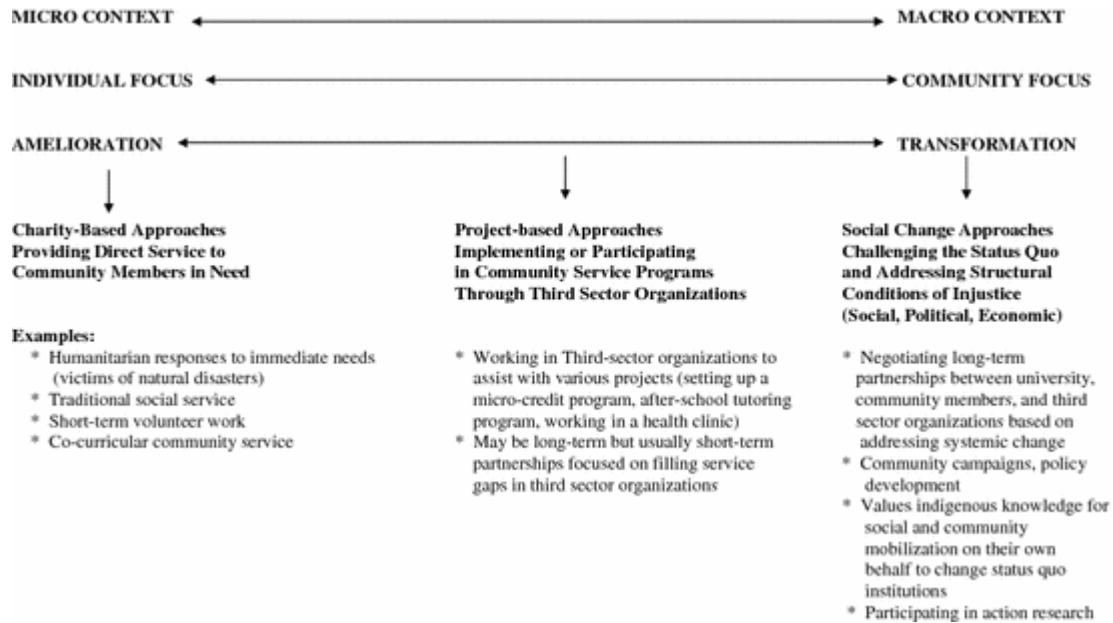 MICRO CONTEXT
MACRO CONTEXT
INDIVIDUAL FOCUS
COMMUNITY FOCUS
AMELIORATION
TRANSFORMATION
Charity-Based Approaches
Providing Direct Service to
Community Members in Need
Examples:
* Humanitarian responses to immediate needs
(victims of natural disasters)
* Traditional social service
* Short-term volunteer work
* Co-curricular community service
Project-based Approaches
Implementing or Participating
in Community Service Programs
Through Third Sector Organizations
* Working in Third-sector organizations to
assist with various projects (setting up a
micro-credit program, after-school tutoring
program, working in a health clinic)
* May be long-term but usually short-term
partnerships focused on filling service
gaps in third sector organizations
Social Change Approaches
Challenging the Status Quo
and Addressing Structural
Conditions of Injustice
(Social, Political, Economic)
* Negotiating long-term
partnerships between university,
community members, and third
sector organizations based on
addressing systemic change
* Community campaigns, policy
development
* Values indigenous knowledge for
social and community
mobilization on their own
behalf to change status quo
institutions
* Participating in action research